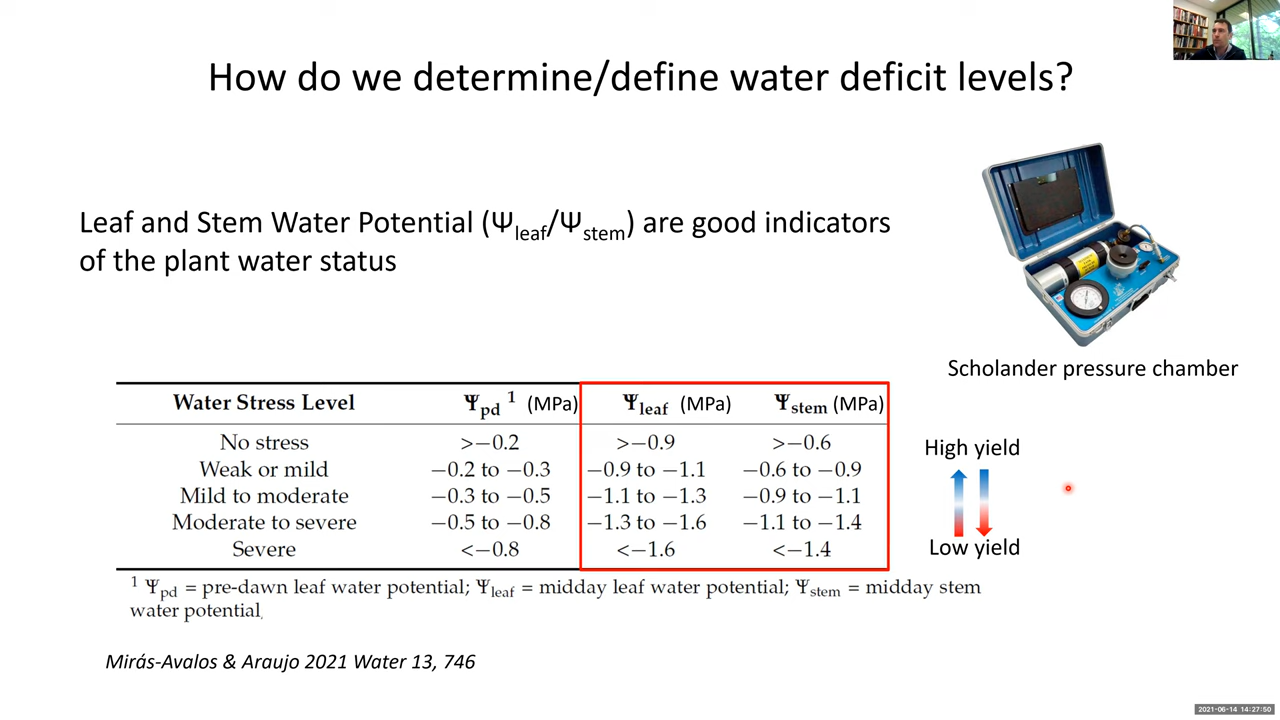 How do we determine/define water deficit levels?
Leaf and Stem Water Potential (Ψleaf/Ψstem) are good indicators
of the plant water status
Scholander pressure chamber
Water Stress Level Ψpd 1 (MPa) Ψleaf (MPa) Ψstem (MPa)
No stress >−0.2 >−0.9 >−0.6
Weak or mild −0.2 to −0.3 −0.9 to −1.1 −0.6 to −0.9
Mild to moderate −0.3 to −0.5 −1.1 to −1.3 −0.9 to −1.1
Moderate to severe −0.5 to −0.8 −1.3 to −1.6 −1.1 to −1.4
Severe <−0.8 <−1.6 <−1.4
High yield
Low yield
1 Ψpd = pre-dawn leaf water potential; Ψleaf = midday leaf water potential; Ψstem = midday stem
water potential.
Mirás-Avalos & Araujo 2021 Water 13, 746
2021-06-14 14:27:50